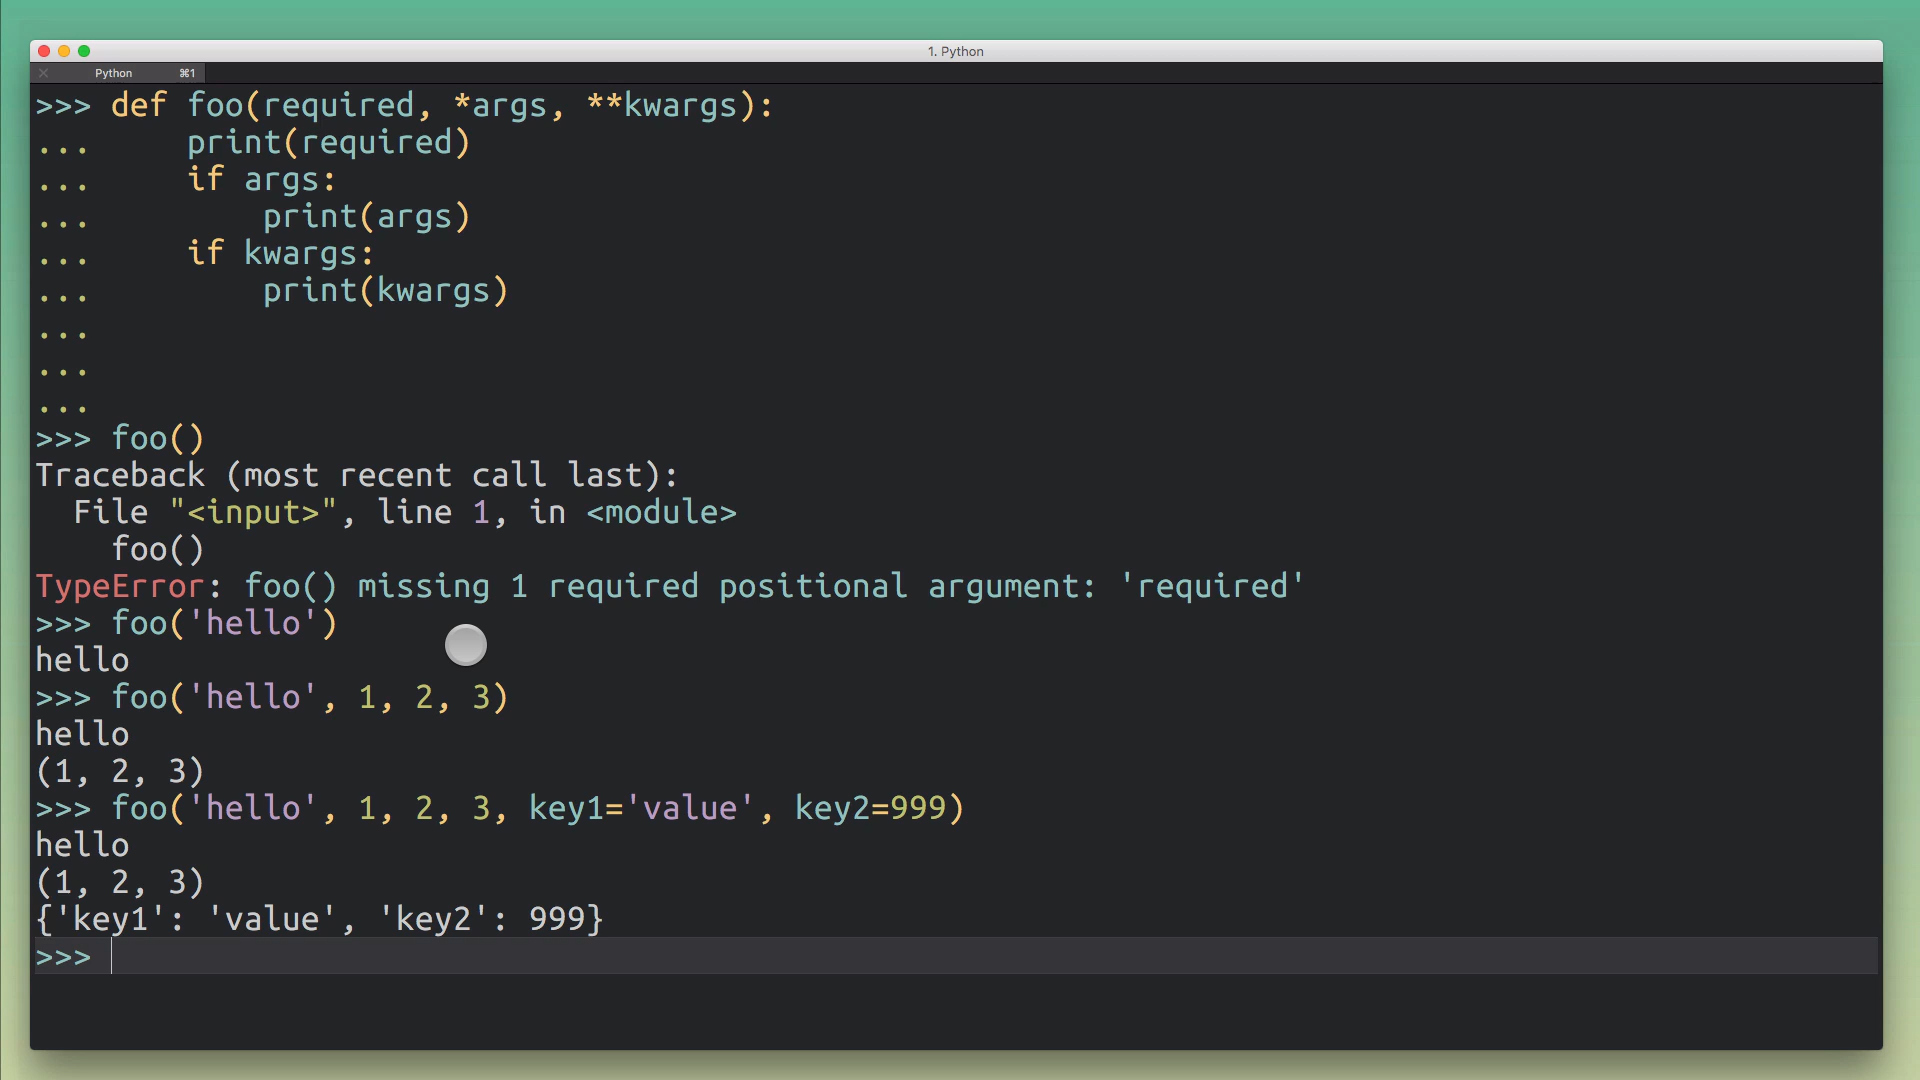 1. Python
Python ⌘1
>>> def foo(required, *args, **kwargs):
...     print(required)
...     if args:
...         print(args)
...     if kwargs:
...         print(kwargs)
...
...
...
>>> foo()
Traceback (most recent call last):
  File "<input>", line 1, in <module>
    foo()
TypeError: foo() missing 1 required positional argument: 'required'
>>> foo('hello')
hello
>>> foo('hello', 1, 2, 3)
hello
(1, 2, 3)
>>> foo('hello', 1, 2, 3, key1='value', key2=999)
hello
(1, 2, 3)
{'key1': 'value', 'key2': 999}
>>>